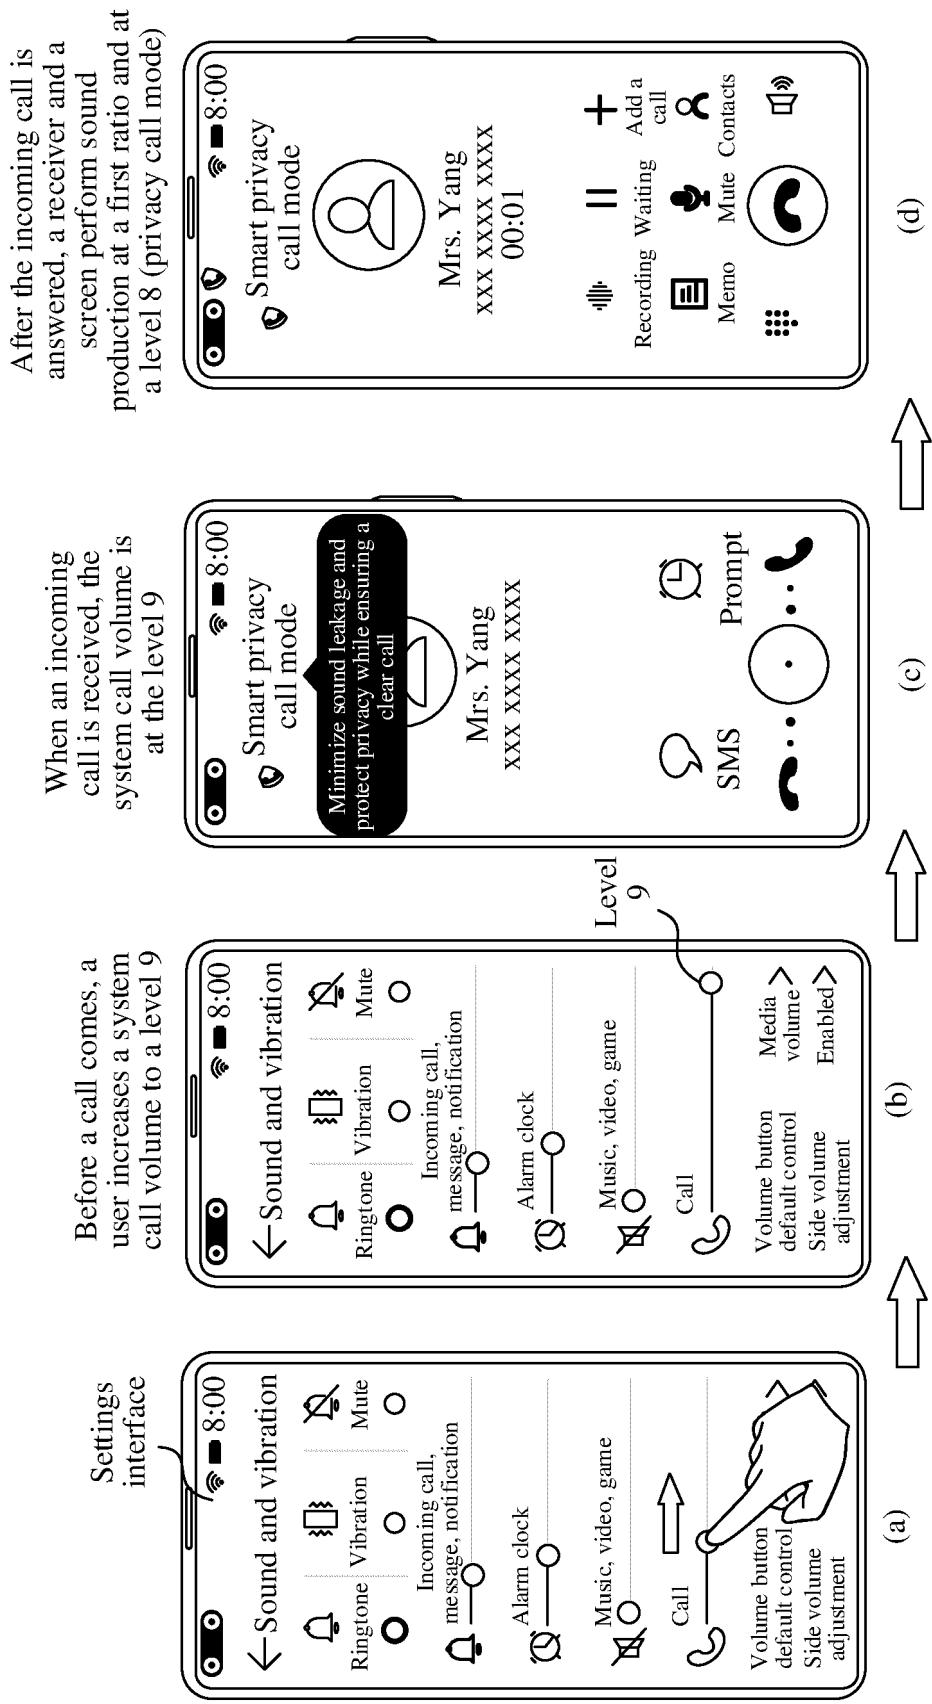 Settings
interface
8:00
Sound and vibration
Ringtone
Vibration
Mute
Incoming call,
message, notification
Alarm clock
Music, video, game
Call
Volume button
default control
Side volume
adjustment
(a)
Before a call comes, a
user increases a system
call volume to a level 9
8:00
Sound and vibration
Ringtone
Vibration
Mute
Incoming call,
message, notification
Alarm clock
Music, video, game
Call
Level
9
Volume button
default control
Media
volume
Side volume
adjustment
Enabled
(b)
When an incoming
call is received, the
system call volume is
at the level 9
8:00
Smart privacy
call mode
Minimize sound leakage and
protect privacy while ensuring a
clear call
Mrs. Yang
xxx xxxx xxxx
SMS
Prompt
(c)
After the incoming call is
answered, a receiver and a
screen perform sound
production at a first ratio and at
a level 8 (privacy call mode)
8:00
Smart privacy
call mode
Mrs. Yang
xxx xxxx xxxx
00:01
Recording
Waiting
Add a
call
Memo
Mute
Contacts
(d)